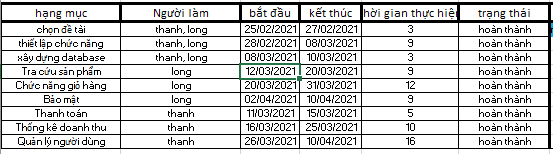 hạng mục Người làm bắt đầu kết thúc hời gian thực hiện trạng thái
chọn đề tài thanh, long 25/02/2021 27/02/2021 3 hoàn thành
thiết lập chức năng thanh, long 28/02/2021 08/03/2021 9 hoàn thành
xây dựng database thanh, long 08/03/2021 10/03/2021 3 hoàn thành
Tra cứu sản phẩm long 12/03/2021 20/03/2021 9 hoàn thành
Chức năng giỏ hàng long 20/03/2021 31/03/2021 12 hoàn thành
Bảo mật long 02/04/2021 10/04/2021 9 hoàn thành
Thanh toán thanh 11/03/2021 15/03/2021 5 hoàn thành
Thống kê doanh thu thanh 16/03/2021 25/03/2021 10 hoàn thành
Quản lý người dùng thanh 26/03/2021 10/04/2021 16 hoàn thành